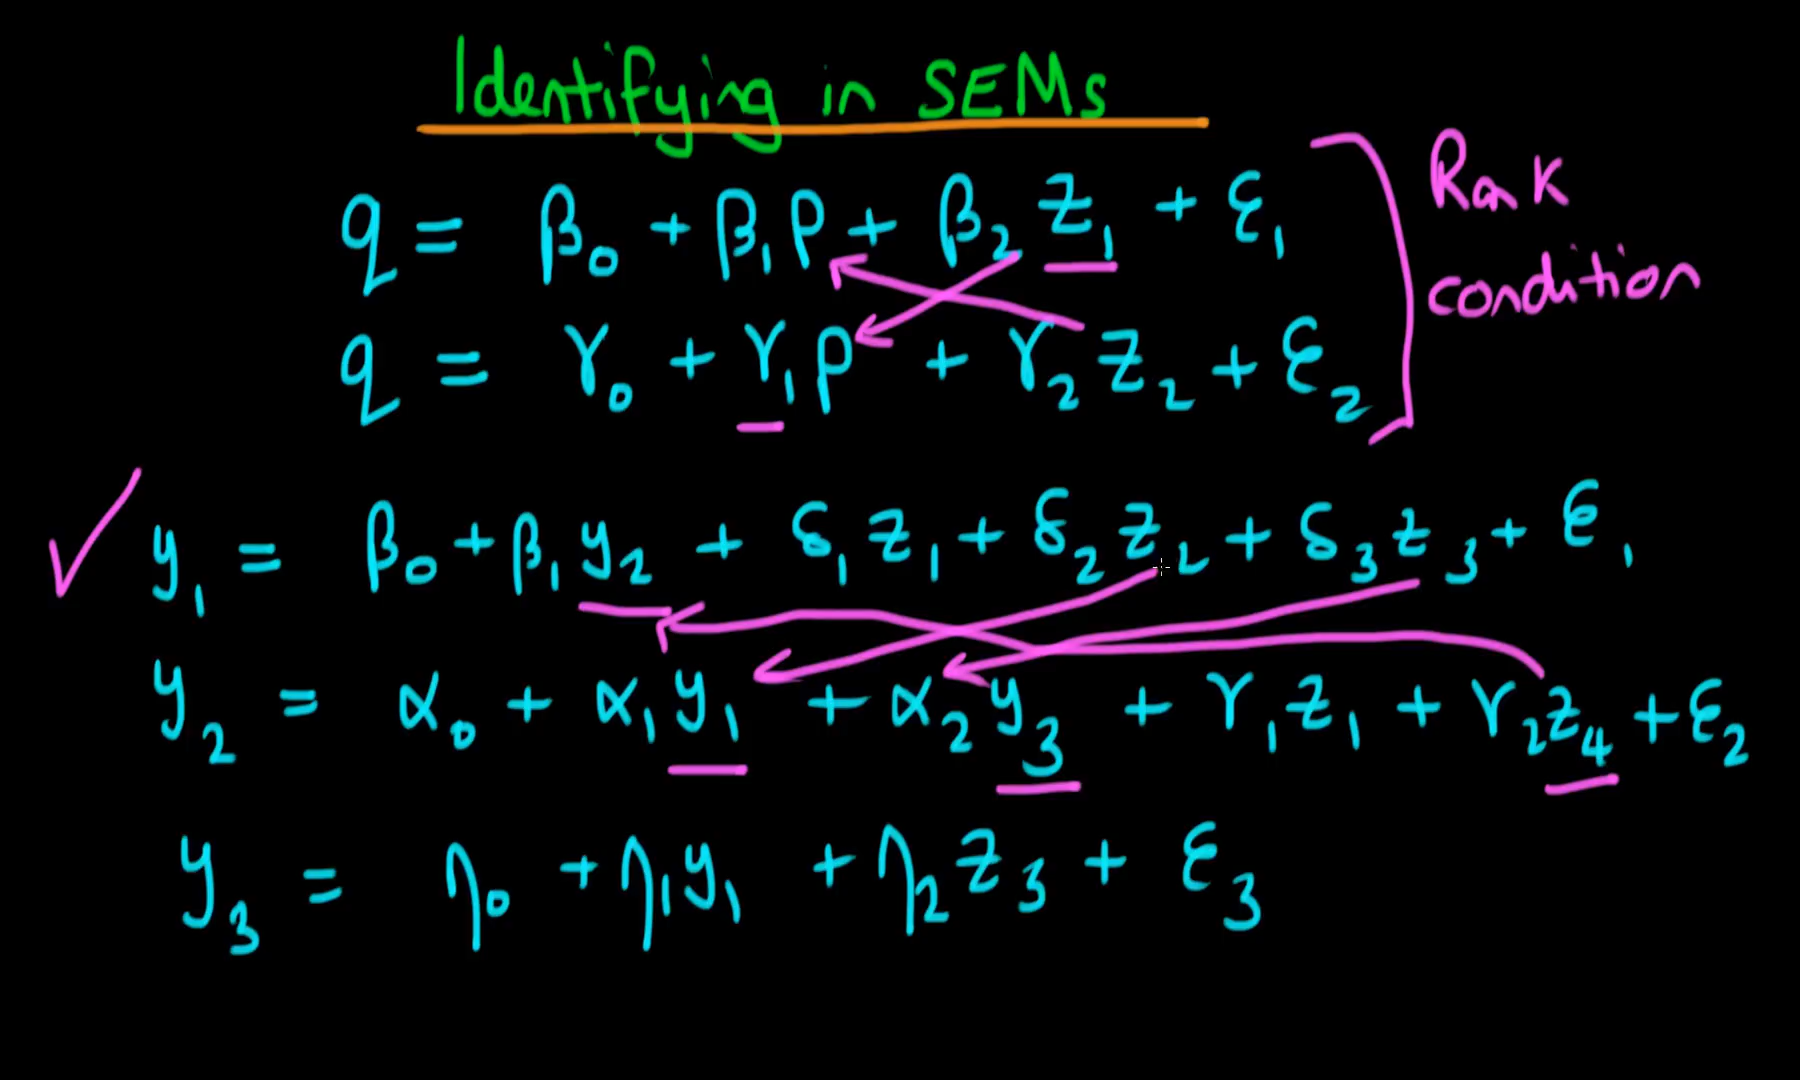 Identifying in SEMs
q = β₀ + β₁p + β₂z₁ + ε₁
Rank
condition
q = γ₀ + γ₁p + γ₂z₂ + ε₂
y₁ = β₀ + β₁y₂ + δ₁z₁ + δ₂z₂ + δ₃z₃ + ε₁
y₂ = α₀ + α₁y₁ + α₂y₃ + γ₁z₁ + γ₂z₄ + ε₂
y₃ = η₀ + η₁y₁ + η₂z₃ + ε₃